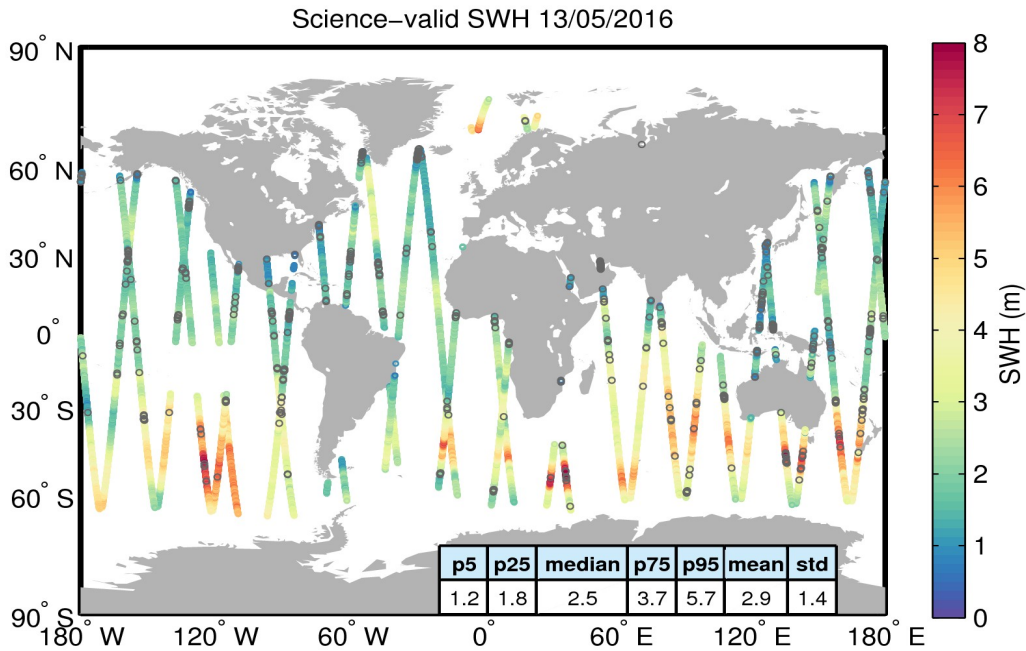 Science−valid SWH 13/05/2016
90° N
60° N
30° N
0°
30° S
60° S
90° S
180° W
120° W
60° W
0°
60° E
120° E
180° E
p5 p25 median p75 p95 mean std
1.2 1.8 2.5 3.7 5.7 2.9 1.4
8
7
6
5
4
3
2
1
0
SWH (m)